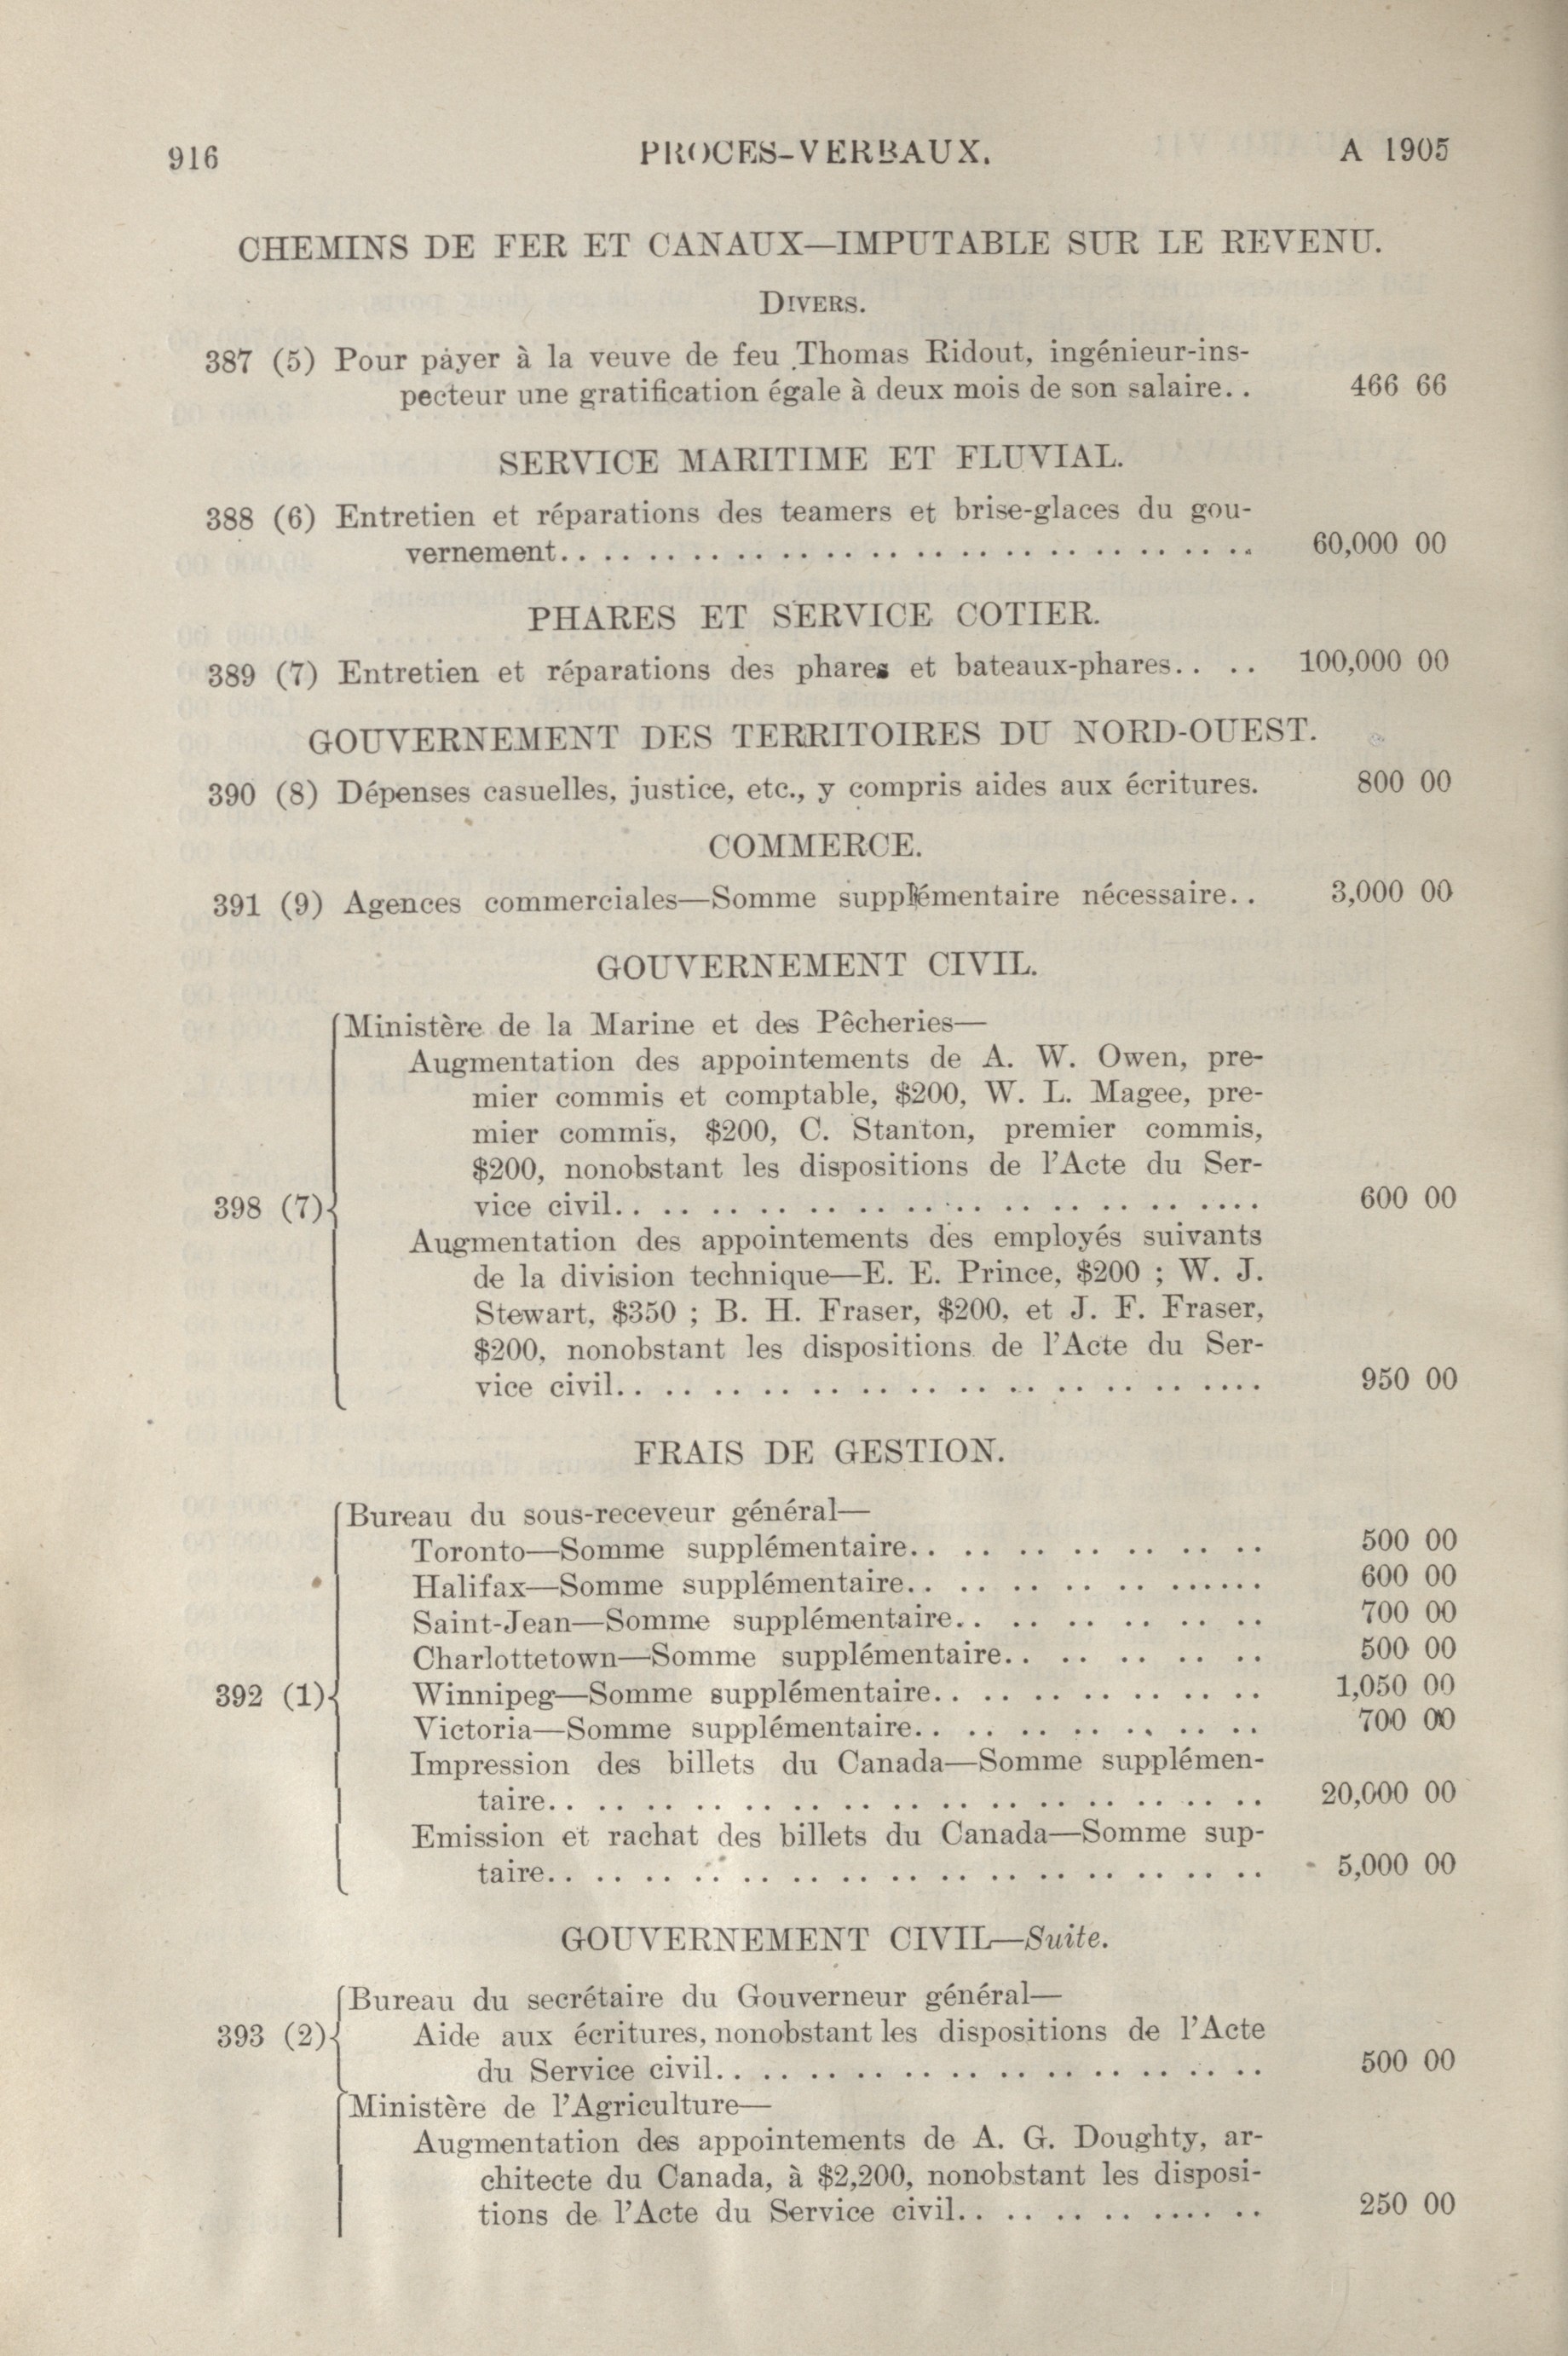 916 PROCES-VERBAUX. A 1905
CHEMINS DE FER ET CANAUX—IMPUTABLE SUR LE REVENU.
DIVERS.
387 (5) Pour payer à la veuve de feu Thomas Ridout, ingénieur-ins-
pecteur une gratification égale à deux mois de son salaire.. 466 66
SERVICE MARITIME ET FLUVIAL.
388 (6) Entretien et réparations des teamers et brise-glaces du gou-
vernement.. .. .. .. .. .. .. .. .. .. .. .. .. .. .. .. 60,000 00
PHARES ET SERVICE COTIER.
389 (7) Entretien et réparations des phares et bateaux-phares.. .. 100,000 00
GOUVERNEMENT DES TERRITOIRES DU NORD-OUEST.
390 (8) Dépenses casuelles, justice, etc., y compris aides aux écritures. 800 00
COMMERCE.
391 (9) Agences commerciales—Somme supplémentaire nécessaire.. 3,000 00
GOUVERNEMENT CIVIL.
Ministère de la Marine et des Pêcheries—
Augmentation des appointements de A. W. Owen, pre-
mier commis et comptable, $200, W. L. Magee, pre-
mier commis, $200, C. Stanton, premier commis,
$200, nonobstant les dispositions de l'Acte du Ser-
398 (7) vice civil.. .. .. .. .. .. .. .. .. .. .. .. .. .... 600 00
Augmentation des appointements des employés suivants
de la division technique—E. E. Prince, $200 ; W. J.
Stewart, $350 ; B. H. Fraser, $200, et J. F. Fraser,
$200, nonobstant les dispositions de l'Acte du Ser-
vice civil.. .. .. .. .. .. .. .. .. .. .. .. .. .... 950 00
FRAIS DE GESTION.
Bureau du sous-receveur général—
Toronto—Somme supplémentaire.. .. .. .. .. .. .. 500 00
Halifax—Somme supplémentaire.. .. .. .. .. ...... 600 00
Saint-Jean—Somme supplémentaire.. .. .. .. .. .. 700 00
Charlottetown—Somme supplémentaire.. .. .. .. .. .. 500 00
392 (1) Winnipeg—Somme supplémentaire.. .. .. .. .. .. .. 1,050 00
Victoria—Somme supplémentaire.. .. .. .. .. .. .. 700 00
Impression des billets du Canada—Somme supplémen-
taire.. .. .. .. .. .. .. .. .. .. .. .. .. .. .. 20,000 00
Emission et rachat des billets du Canada—Somme sup-
taire.. .. .. .. .. .. .. .. .. .. .. .. .. .. .. 5,000 00
GOUVERNEMENT CIVIL—Suite.
Bureau du secrétaire du Gouverneur général—
393 (2) Aide aux écritures, nonobstant les dispositions de l'Acte
du Service civil.. .. .. .. .. .. .. .. .. .. .. .. 500 00
Ministère de l'Agriculture—
Augmentation des appointements de A. G. Doughty, ar-
chitecte du Canada, à $2,200, nonobstant les disposi-
tions de l'Acte du Service civil.. .. .. .. .... .. 250 00